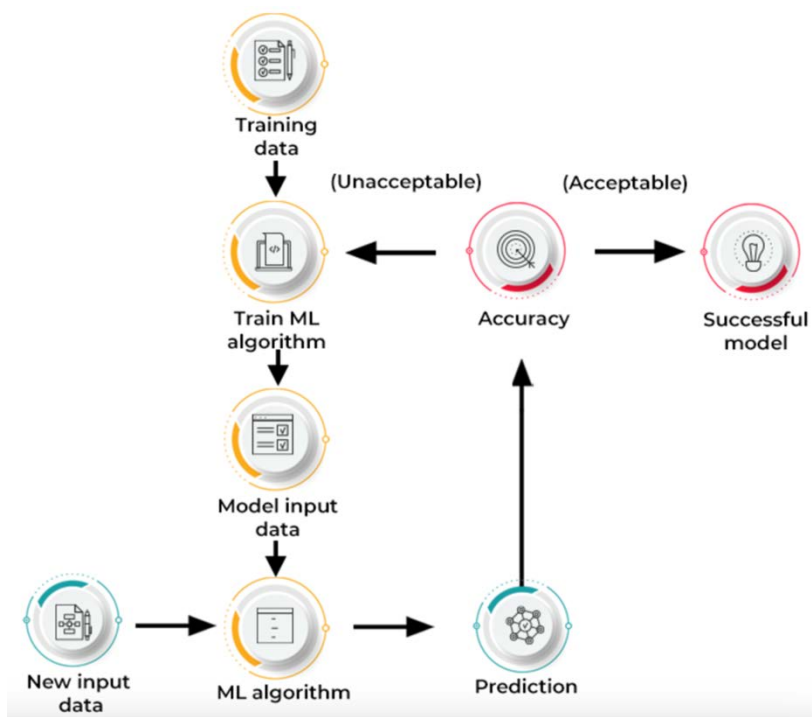 Training
data
(Unacceptable)
(Acceptable)
Train ML
algorithm
Accuracy
Successful
model
Model input
data
New input
data
ML algorithm
Prediction